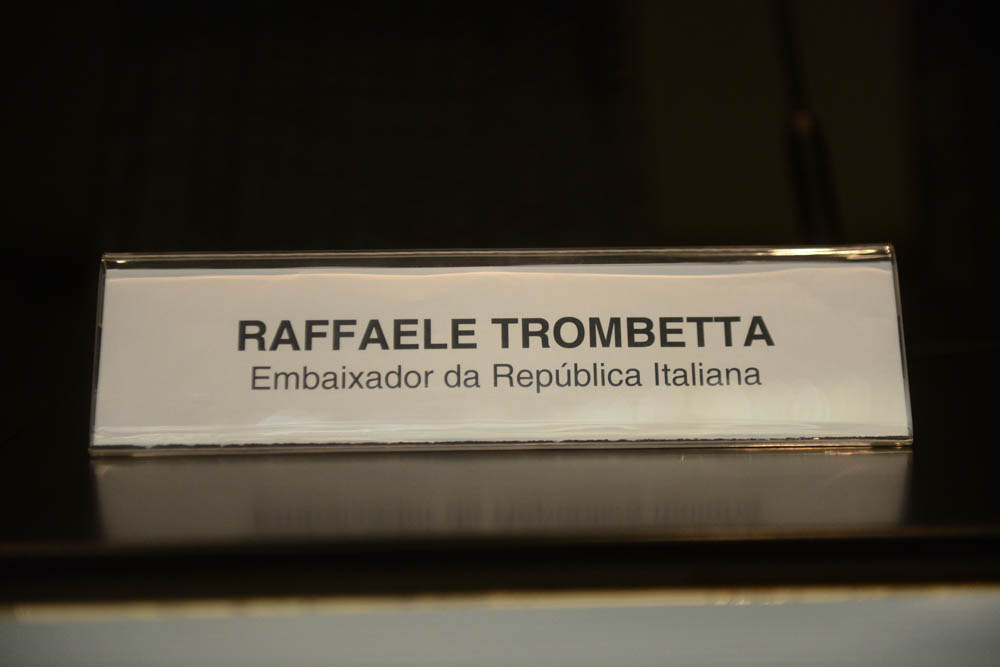 RAFFAELE TROMBETTA
Embaixador da República Italiana